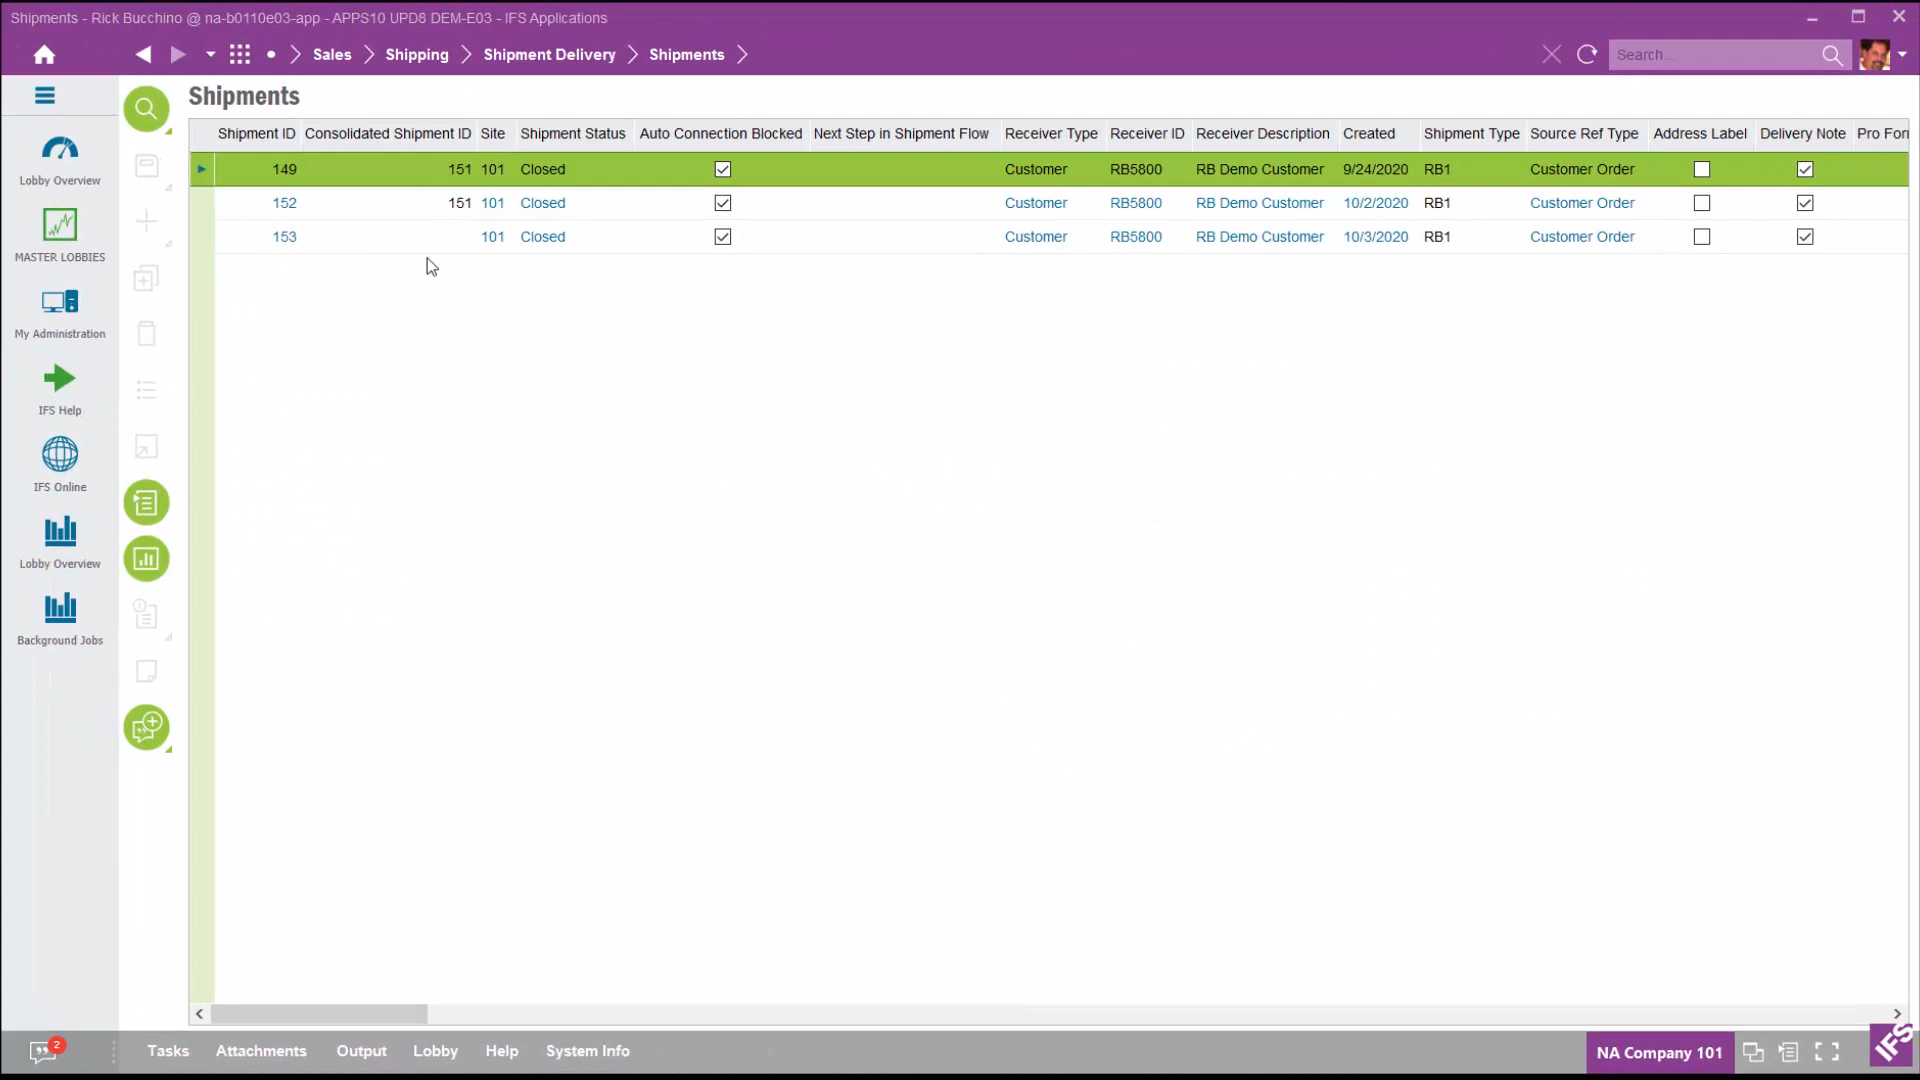 Shipments - Rick Bucchino @ na-b0110e03-app - APPS10 UPD8 DEM-E03 - IFS Applications
Sales Shipping Shipment Delivery Shipments Search...
Shipments
Shipment ID Consolidated Shipment ID Site Shipment Status Auto Connection Blocked Next Step in Shipment Flow Receiver Type Receiver ID Receiver Description Created Shipment Type Source Ref Type Address Label Delivery Note Pro For
149 151 101 Closed Customer RB5800 RB Demo Customer 9/24/2020 RB1 Customer Order
152 151 101 Closed Customer RB5800 RB Demo Customer 10/2/2020 RB1 Customer Order
153 101 Closed Customer RB5800 RB Demo Customer 10/3/2020 RB1 Customer Order
Lobby Overview
MASTER LOBBIES
My Administration
IFS Help
IFS Online
Lobby Overview
Background Jobs
2 Tasks Attachments Output Lobby Help System Info NA Company 101 IFS